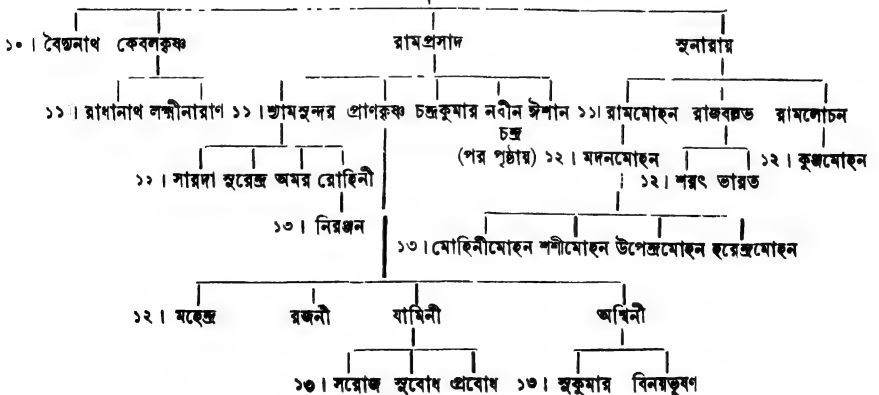 ১০। বৈদ্যনাথ কেবলকৃষ্ণ রামপ্রসাদ সুনারায়
১১। রাধানাথ লক্ষ্মীনারাণ ১১। শ্যামসুন্দর প্রাণকৃষ্ণ চন্দ্রকুমার নবীন ঈশান ১১। রামমোহন রাজবল্লভ রামলোচন
চন্দ্র
(পর পৃষ্ঠায়) ১২। মদনমোহন ১২। কুঞ্জমোহন
১২। সারদা সুরেন্দ্র অমর রোহিনী ১২। শরৎ ভারত
১৩। নিরঞ্জন
১৩। মোহিনীমোহন শশীমোহন উপেন্দ্রমোহন হরেন্দ্রমোহন
১২। মহেন্দ্র রজনী যামিনী অশ্বিনী
১৩। সরোজ সুবোধ প্রবোধ ১৩। সুকুমার বিনয়ভূষণ